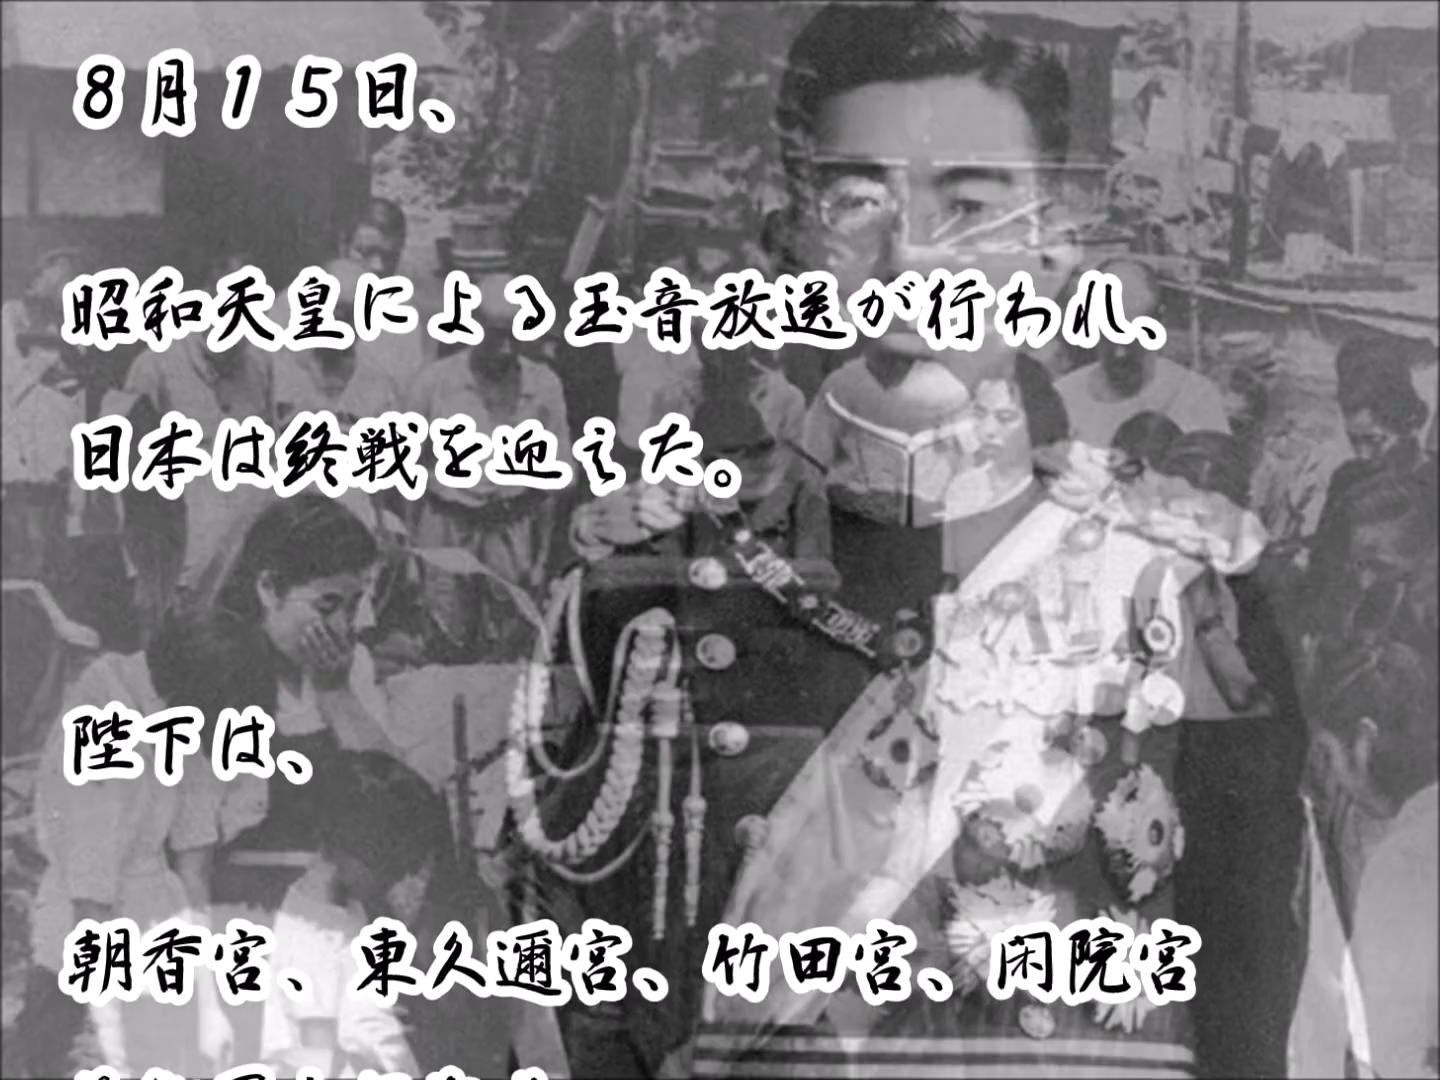 ８月１５日、
昭和天皇による玉音放送が行われ、
日本は終戦を迎えた。
陛下は、
朝香宮、東久邇宮、竹田宮、閑院宮